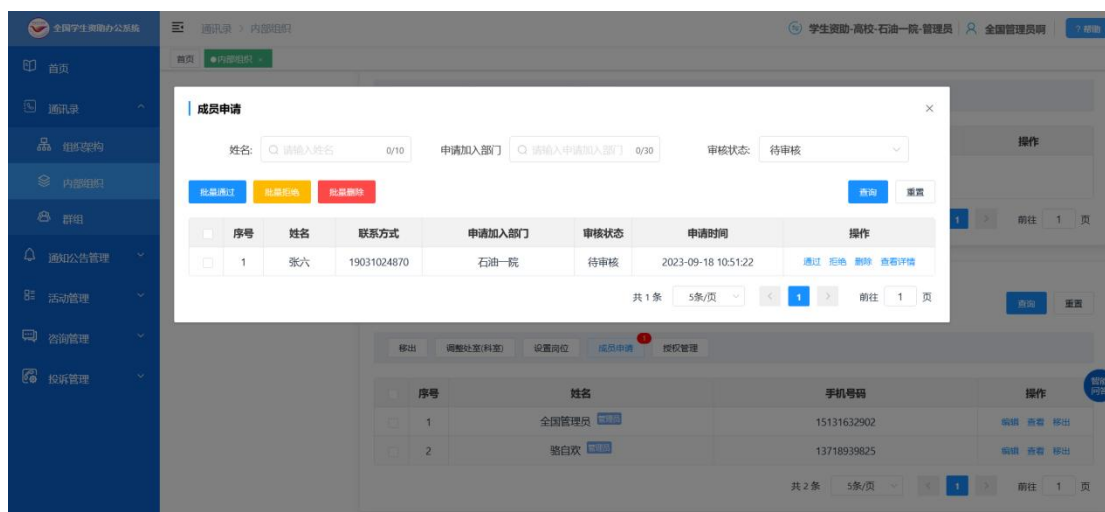 全国学生资助办公系统
通讯录 > 内部组织
学生资助-高校-石油一院-管理员
全国管理员啊
? 帮助
首页
内部组织 ×
首页
通讯录
组织架构
内部组织
群组
通知公告管理
活动管理
咨询管理
投诉管理
操作
1
前往 1 页
成员申请 ×
姓名: 请输入姓名 0/10
申请加入部门 请输入申请加入部门 0/30
审核状态: 待审核
批量通过 批量拒绝 批量删除
查询 重置
序号 姓名 联系方式 申请加入部门 审核状态 申请时间 操作
1 张六 19031024870 石油一院 待审核 2023-09-18 10:51:22 通过 拒绝 删除 查看详情
共 1 条 5条/页 < 1 > 前往 1 页
查询 重置
移出 调整处室(科室) 设置岗位 成员申请 1 授权管理
智能
问答
序号 姓名 手机号码 操作
1 全国管理员 管理员 15131632902 编辑 查看 移出
2 骆自欢 管理员 13718939825 编辑 查看 移出
共 2 条 5条/页 < 1 > 前往 1 页